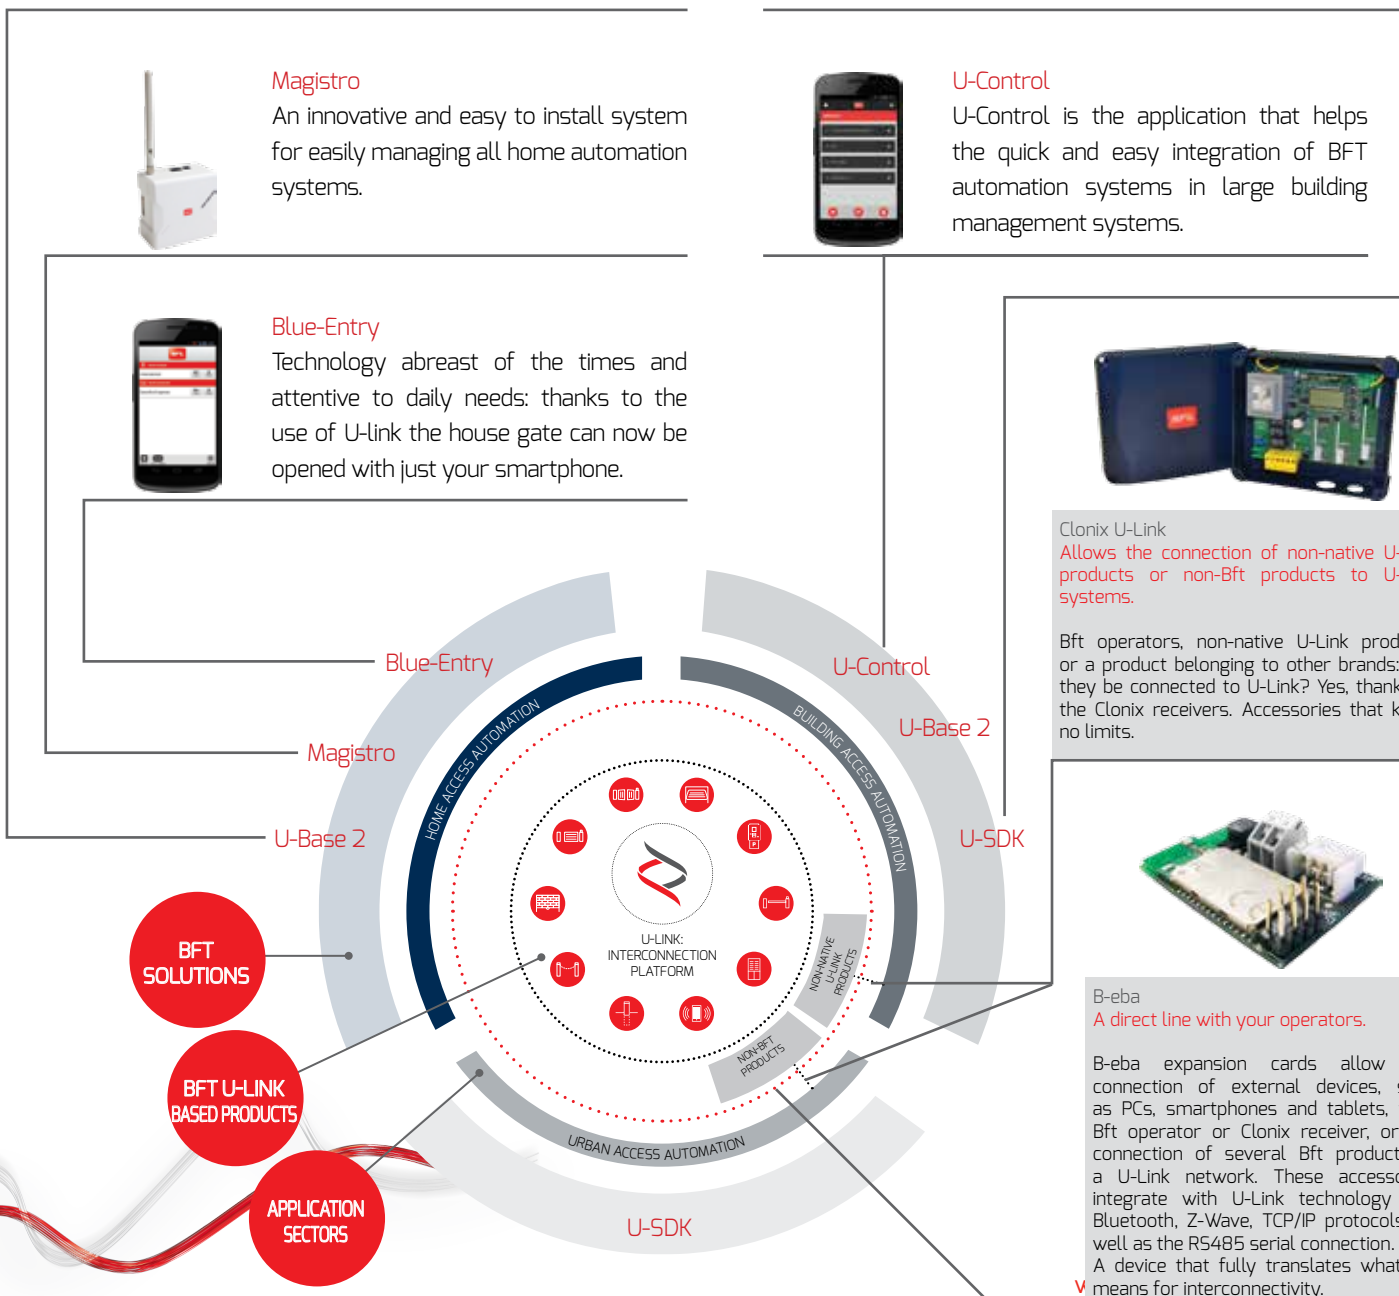 Magistro
An innovative and easy to install system
for easily managing all home automation
systems.
Blue-Entry
Technology abreast of the times and
attentive to daily needs: thanks to the
use of U-link the house gate can now be
opened with just your smartphone.
U-Control
U-Control is the application that helps
the quick and easy integration of BFT
automation systems in large building
management systems.
Clonix U-Link
Allows the connection of non-native U-
products or non-Bft products to U-
systems.
Bft operators, non-native U-Link prod
or a product belonging to other brands:
they be connected to U-Link? Yes, thank
the Clonix receivers. Accessories that k
no limits.
B-eba
A direct line with your operators.
B-eba expansion cards allow
connection of external devices, s
as PCs, smartphones and tablets,
Bft operator or Clonix receiver, or
connection of several Bft product
a U-Link network. These accesso
integrate with U-Link technology
Bluetooth, Z-Wave, TCP/IP protocols
well as the RS485 serial connection.
A device that fully translates what
means for interconnectivity.
Blue-Entry
Magistro
U-Base 2
U-Control
U-Base 2
U-SDK
HOME ACCESS AUTOMATION
BUILDING ACCESS AUTOMATION
URBAN ACCESS AUTOMATION
U-LINK:
INTERCONNECTION
PLATFORM
NON-NATIVE
U-LINK
PRODUCTS
NON-BFT
PRODUCTS
U-SDK
BFT
SOLUTIONS
BFT U-LINK
BASED PRODUCTS
APPLICATION
SECTORS